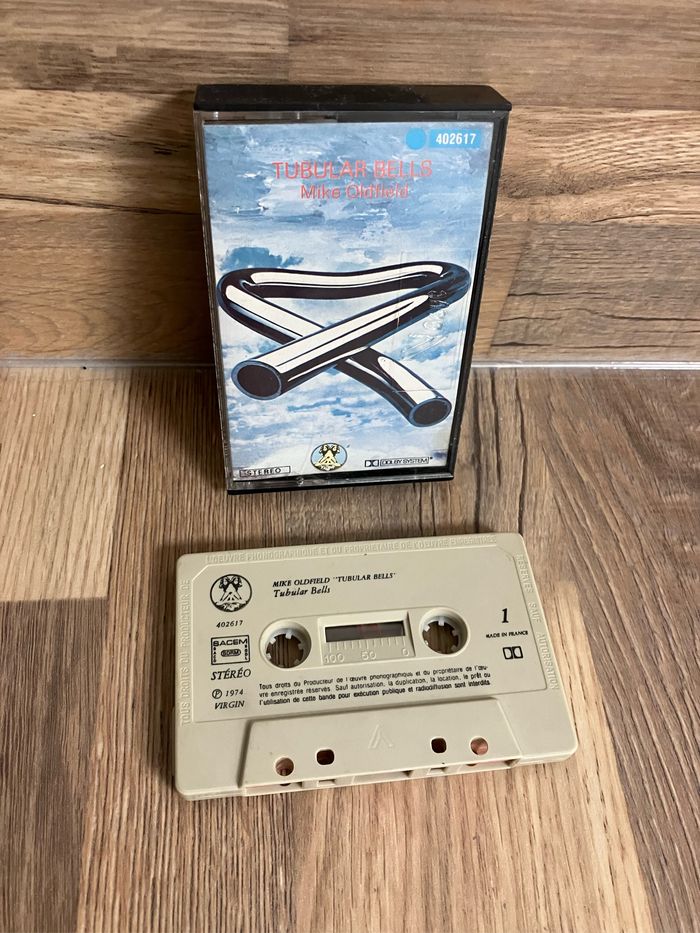 402617
TUBULAR BELLS
Mike Oldfield
STEREO
DOLBY SYSTEM
L'OEUVRE PHONOGRAPHIQUE ET DU PROPRIETAIRE DE L'OEUVRE ENREGISTREE
RESERVES SAUF AUTORISATION
TOUS DROITS DU PRODUCTEUR DE
MIKE OLDFIELD "TUBULAR BELLS"
Tubular Bells
402617
SACEM
SDRM
STÉRÉO
Ⓟ 1974
VIRGIN
100 50 0
1
MADE IN FRANCE
Tous droits du Producteur de l'œuvre phonographique et du propriétaire de l'œu-
vre enregistrée réservés. Sauf autorisation, la duplication, la location, le prêt ou
l'utilisation de cette bande pour exécution publique et radiodiffusion sont interdits.